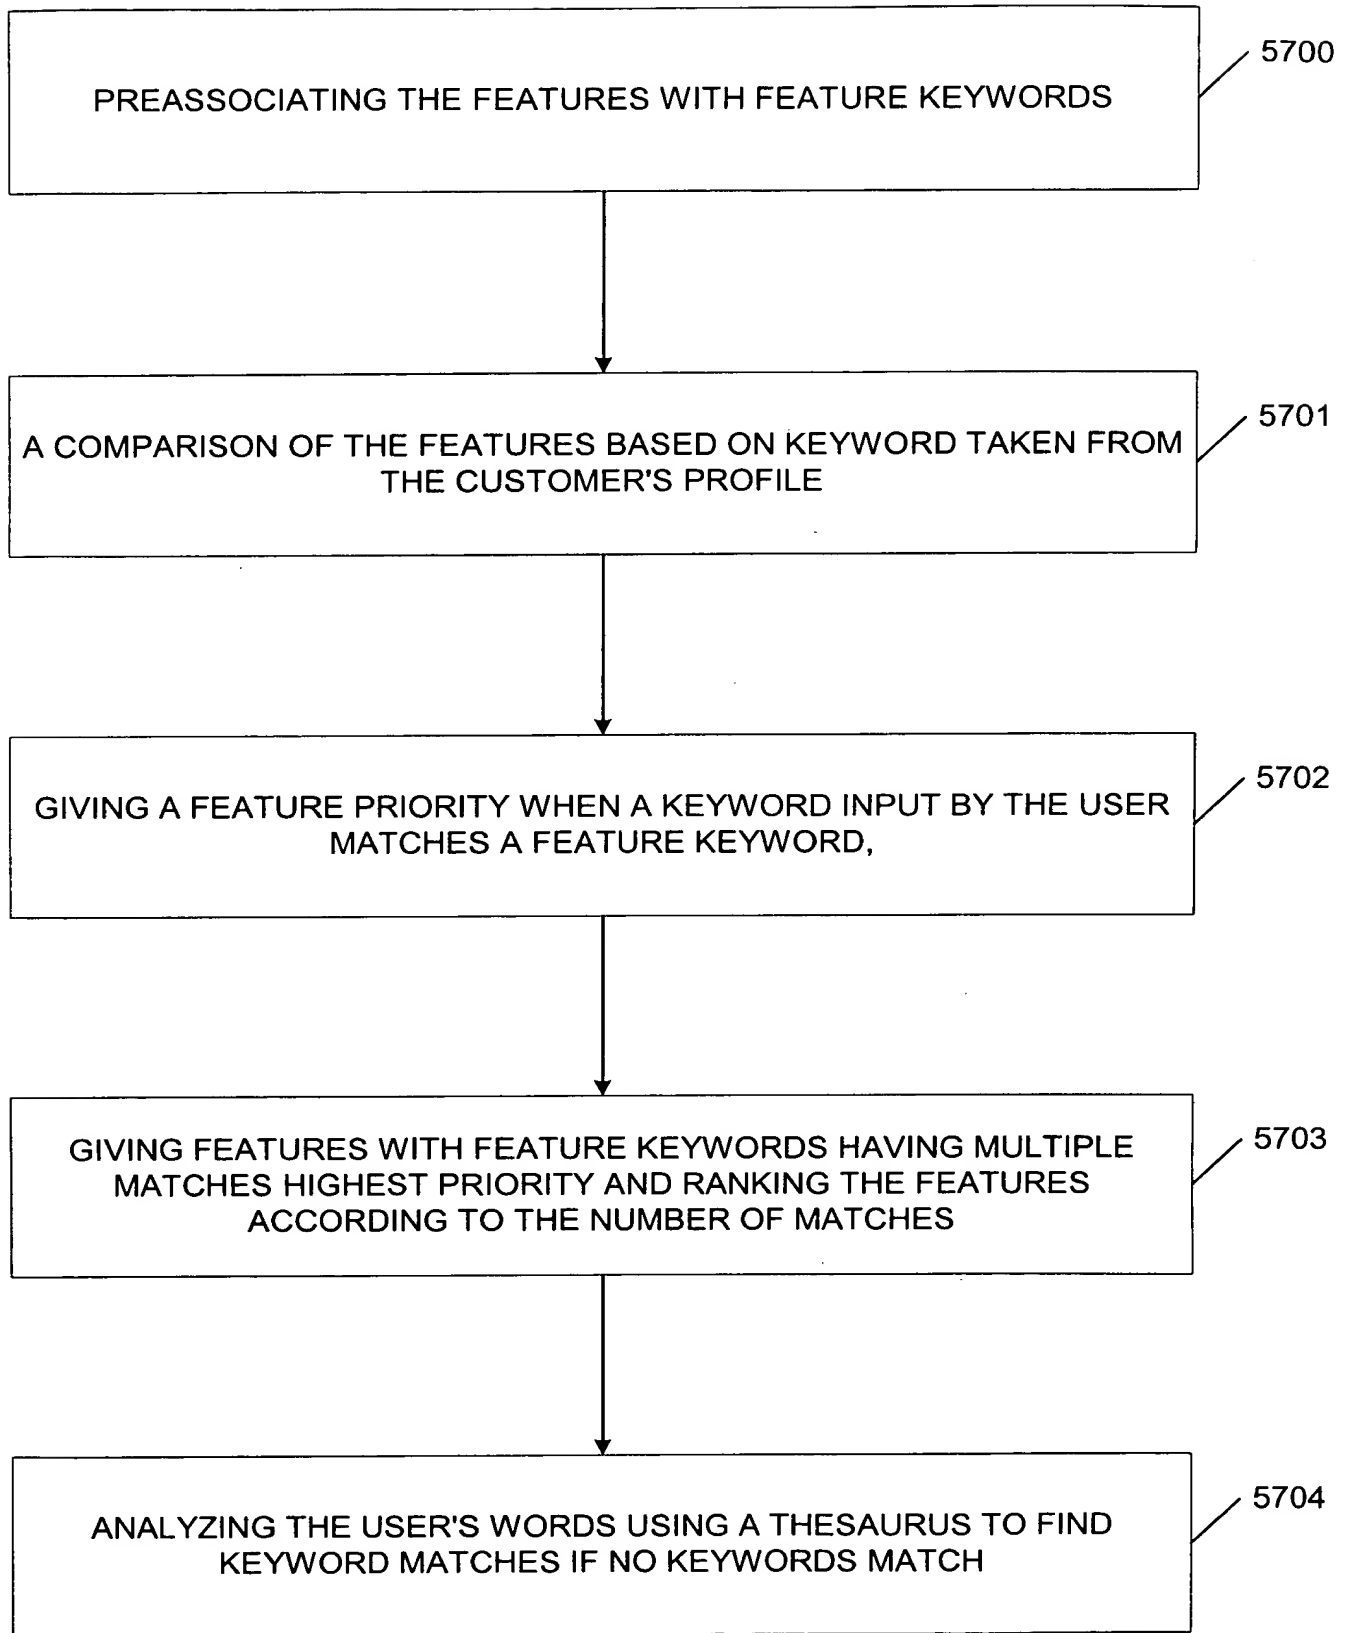 5700
PREASSOCIATING THE FEATURES WITH FEATURE KEYWORDS
5701
A COMPARISON OF THE FEATURES BASED ON KEYWORD TAKEN FROM
THE CUSTOMER'S PROFILE
5702
GIVING A FEATURE PRIORITY WHEN A KEYWORD INPUT BY THE USER
MATCHES A FEATURE KEYWORD,
5703
GIVING FEATURES WITH FEATURE KEYWORDS HAVING MULTIPLE
MATCHES HIGHEST PRIORITY AND RANKING THE FEATURES
ACCORDING TO THE NUMBER OF MATCHES
5704
ANALYZING THE USER'S WORDS USING A THESAURUS TO FIND
KEYWORD MATCHES IF NO KEYWORDS MATCH